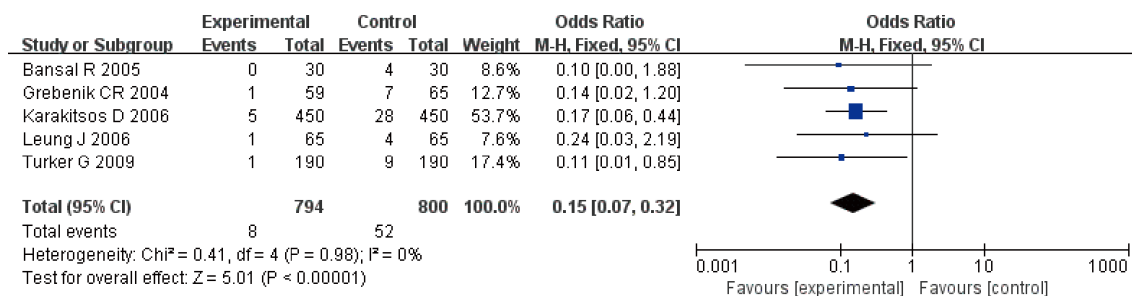 Experimental Control Odds Ratio Odds Ratio
Study or Subgroup Events Total Events Total Weight M-H, Fixed, 95% CI M-H, Fixed, 95% CI
Bansal R 2005 0 30 4 30 8.6% 0.10 [0.00, 1.88]
Grebenik CR 2004 1 59 7 65 12.7% 0.14 [0.02, 1.20]
Karakitsos D 2006 5 450 28 450 53.7% 0.17 [0.06, 0.44]
Leung J 2006 1 65 4 65 7.6% 0.24 [0.03, 2.19]
Turker G 2009 1 190 9 190 17.4% 0.11 [0.01, 0.85]
Total (95% CI) 794 800 100.0% 0.15 [0.07, 0.32]
Total events 8 52
Heterogeneity: Chi² = 0.41, df = 4 (P = 0.98); I² = 0%
Test for overall effect: Z = 5.01 (P < 0.00001)
0.001 0.1 1 10 1000
Favours [experimental] Favours [control]